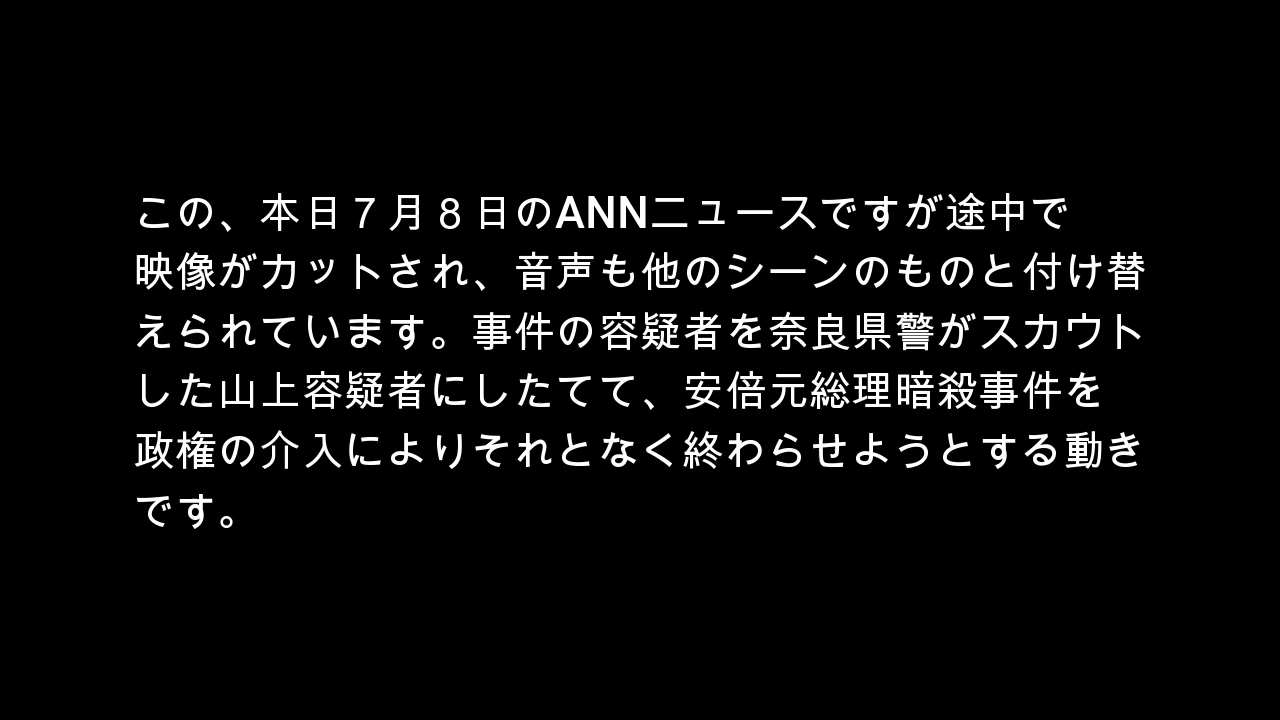 この、本日７月８日のANNニュースですが途中で
映像がカットされ、音声も他のシーンのものと付け替
えられています。事件の容疑者を奈良県警がスカウト
した山上容疑者にしたてて、安倍元総理暗殺事件を
政権の介入によりそれとなく終わらせようとする動き
です。